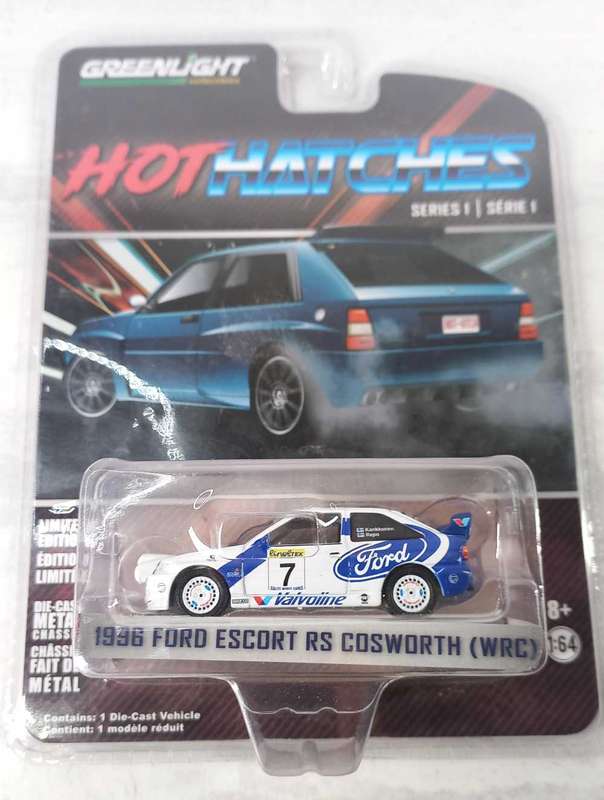 GREENLIGHT
HOT HATCHES
SERIES 1 | SÉRIE 1
LIMITED
EDITION
ÉDITION
LIMITÉE
DIE-CAST
METAL
CHASSIS
CHÂSSIS
FAIT DE
MÉTAL
Kankkunen
Repo
Ford
7
Valvoline
1996 FORD ESCORT RS COSWORTH (WRC)
8+
1:64
Contains: 1 Die-Cast Vehicle
Contient: 1 modèle réduit